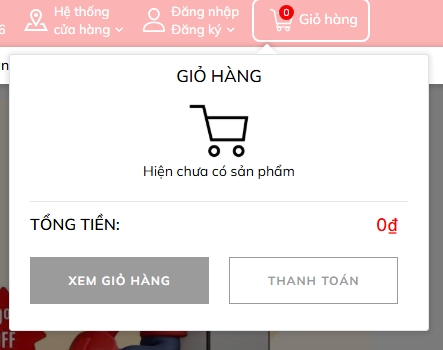 6
Hệ thống
cửa hàng
Đăng nhập
Đăng ký
0
Giỏ hàng
n
GIỎ HÀNG
Hiện chưa có sản phẩm
TỔNG TIỀN:
0₫
XEM GIỎ HÀNG
THANH TOÁN
FF